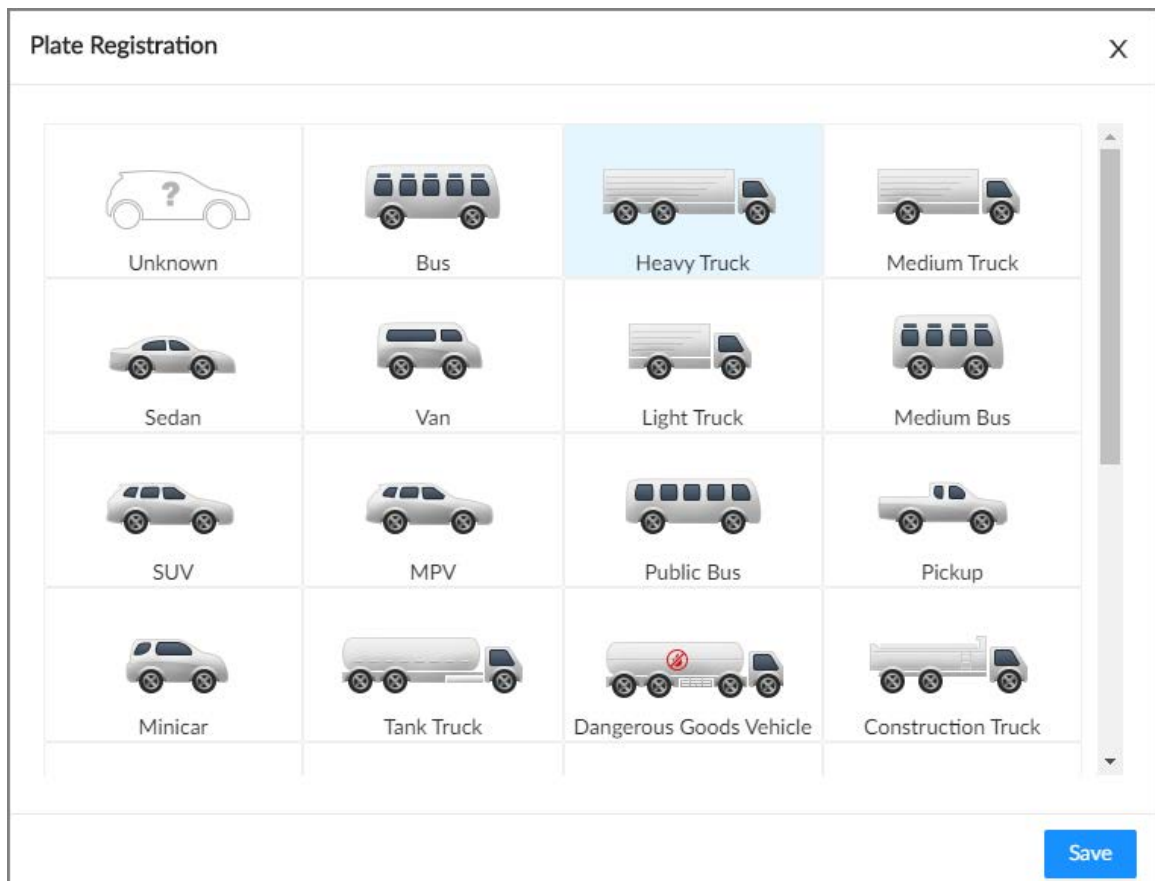 Plate Registration X
?
Unknown Bus Heavy Truck Medium Truck
Sedan Van Light Truck Medium Bus
SUV MPV Public Bus Pickup
Minicar Tank Truck Dangerous Goods Vehicle Construction Truck
Save